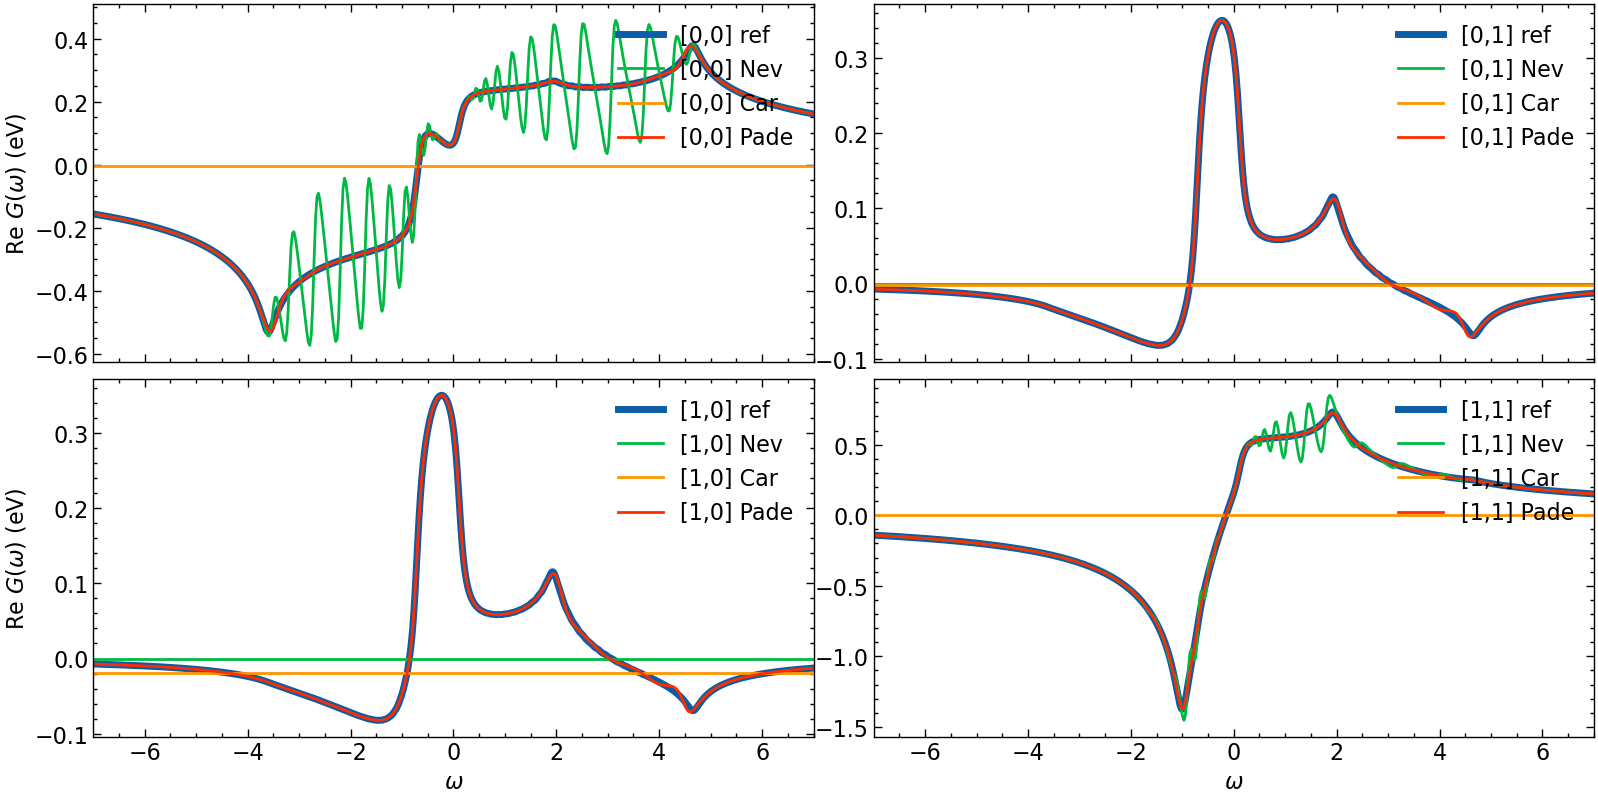 0.4
0.2
0.0
−0.2
−0.4
−0.6
Re G(ω) (eV)
[0,0] ref
[0,0] Nev
[0,0] Car
[0,0] Pade
0.3
0.2
0.1
0.0
−0.1
[0,1] ref
[0,1] Nev
[0,1] Car
[0,1] Pade
0.3
0.2
0.1
0.0
−0.1
Re G(ω) (eV)
[1,0] ref
[1,0] Nev
[1,0] Car
[1,0] Pade
−6 −4 −2 0 2 4 6
ω
0.5
0.0
−0.5
−1.0
−1.5
[1,1] ref
[1,1] Nev
[1,1] Car
[1,1] Pade
−6 −4 −2 0 2 4 6
ω